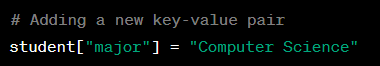 # Adding a new key-value pair
student["major"] = "Computer Science"